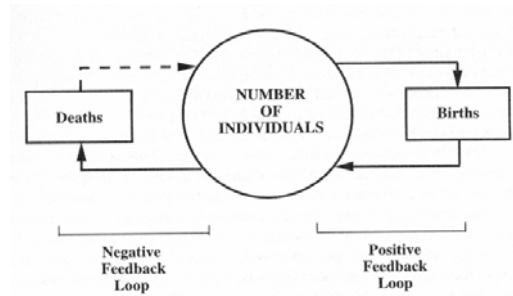 NUMBER
OF
INDIVIDUALS
Deaths
Births
Negative
Feedback
Loop
Positive
Feedback
Loop